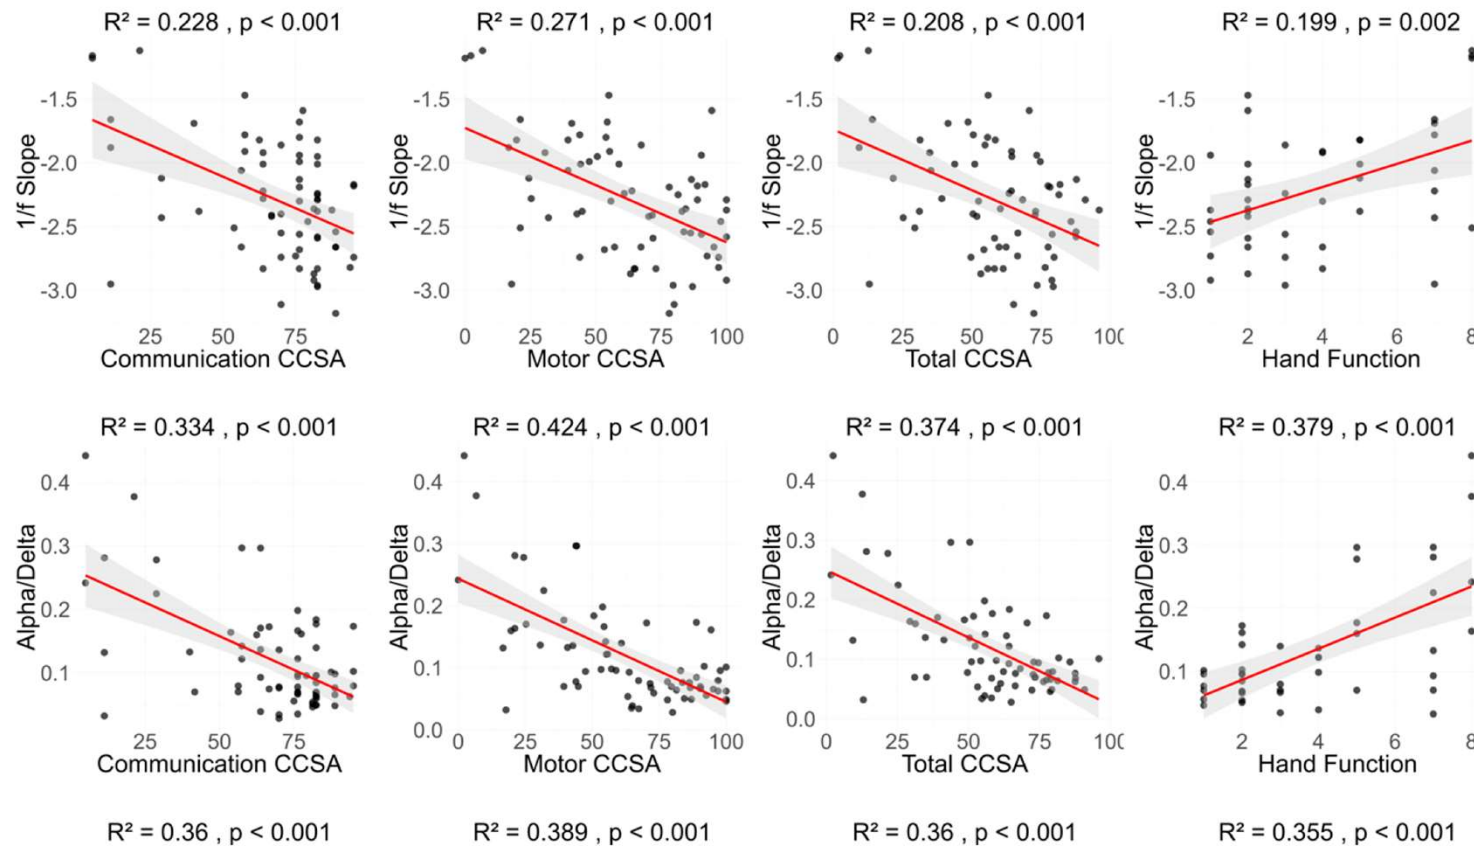 R² = 0.228 , p < 0.001
R² = 0.271 , p < 0.001
R² = 0.208 , p < 0.001
R² = 0.199 , p = 0.002
1/f Slope
-1.5
-2.0
-2.5
-3.0
25 50 75
Communication CCSA
1/f Slope
-1.5
-2.0
-2.5
-3.0
0 25 50 75 100
Motor CCSA
1/f Slope
-1.5
-2.0
-2.5
-3.0
0 25 50 75 100
Total CCSA
1/f Slope
-1.5
-2.0
-2.5
-3.0
2 4 6 8
Hand Function
R² = 0.334 , p < 0.001
R² = 0.424 , p < 0.001
R² = 0.374 , p < 0.001
R² = 0.379 , p < 0.001
Alpha/Delta
0.4
0.3
0.2
0.1
25 50 75
Communication CCSA
Alpha/Delta
0.4
0.3
0.2
0.1
0.0
0 25 50 75 100
Motor CCSA
Alpha/Delta
0.4
0.3
0.2
0.1
0.0
0 25 50 75 100
Total CCSA
Alpha/Delta
0.4
0.3
0.2
0.1
2 4 6 8
Hand Function
R² = 0.36 , p < 0.001
R² = 0.389 , p < 0.001
R² = 0.36 , p < 0.001
R² = 0.355 , p < 0.001